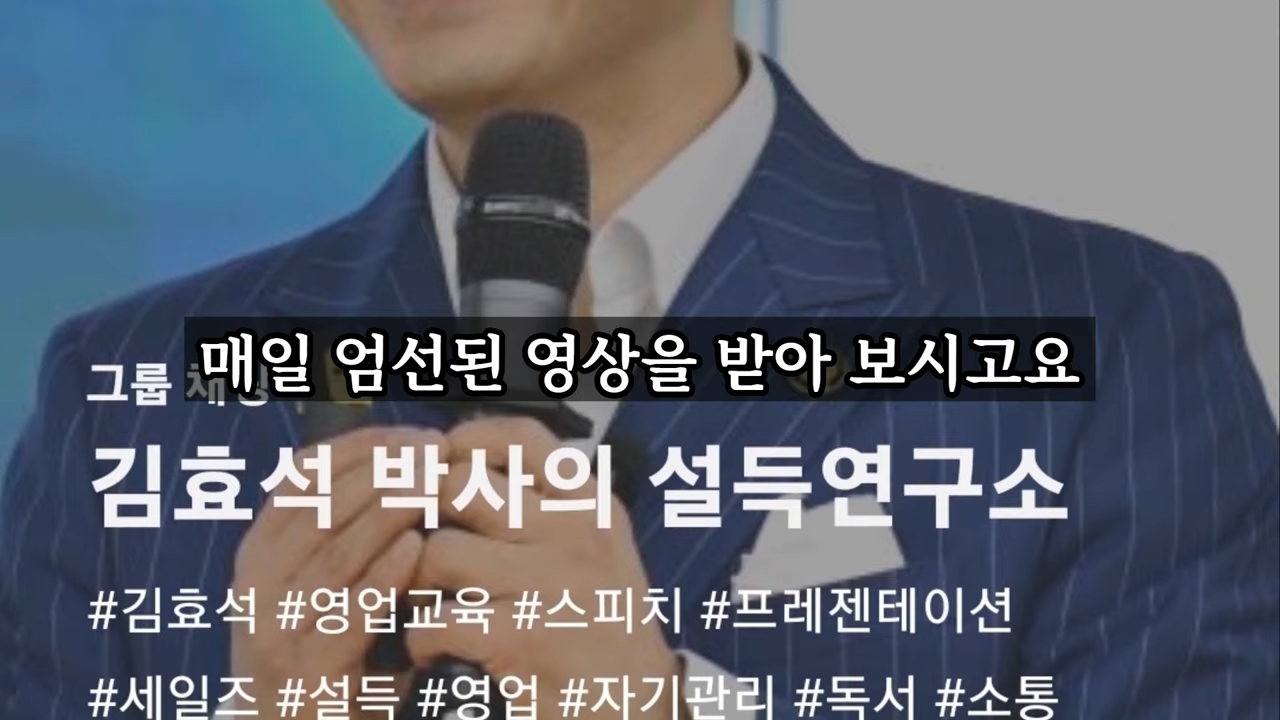 매일 엄선된 영상을 받아 보시고요
그룹
김효석 박사의 설득연구소
#김효석 #영업교육 #스피치 #프레젠테이션
#세일즈 #설득 #영업 #자기관리 #독서 #소통